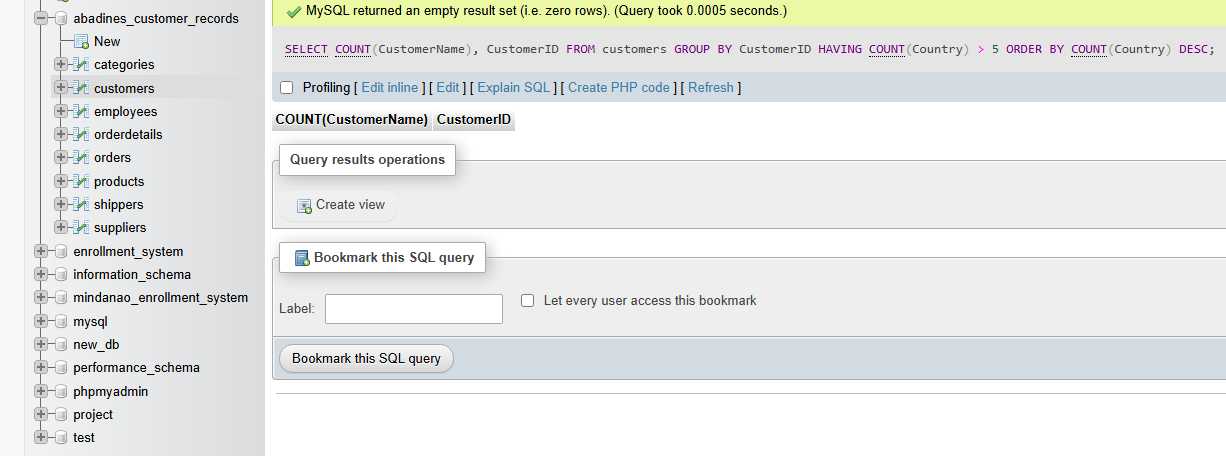 abadines_customer_records
New
categories
customers
employees
orderdetails
orders
products
shippers
suppliers
enrollment_system
information_schema
mindanao_enrollment_system
mysql
new_db
performance_schema
phpmyadmin
project
test
MySQL returned an empty result set (i.e. zero rows). (Query took 0.0005 seconds.)
SELECT COUNT(CustomerName), CustomerID FROM customers GROUP BY CustomerID HAVING COUNT(Country) > 5 ORDER BY COUNT(Country) DESC;
Profiling [ Edit inline ] [ Edit ] [ Explain SQL ] [ Create PHP code ] [ Refresh ]
COUNT(CustomerName) CustomerID
Query results operations
Create view
Bookmark this SQL query
Label: Let every user access this bookmark
Bookmark this SQL query